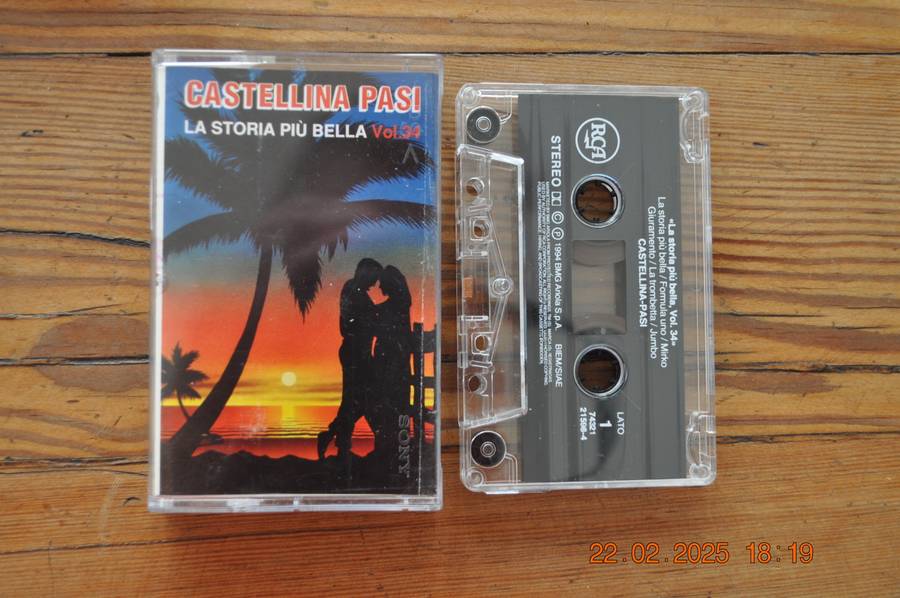 CASTELLINA PASI
LA STORIA PIÙ BELLA Vol.34
SONY
RCA
STEREO
℗ 1994 BMG Ariola S.p.A. BIEM/SIAE
«La storia più bella, Vol. 34»
La storia più bella / Formula uno / Mirko
Giuramento / La trombetta / Jumbo
CASTELLINA-PASI
LATO
1
74321
21598-4
22.02.2025 18:19